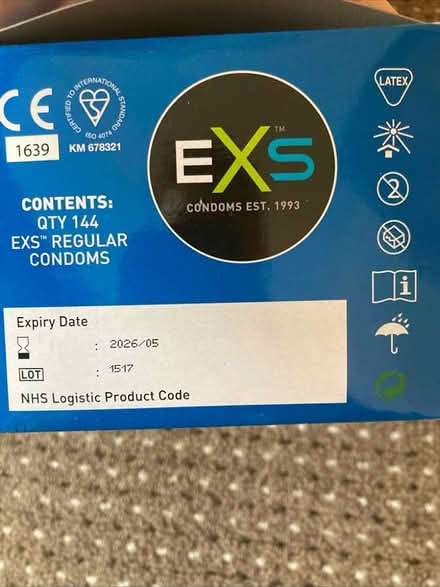 CE
1639
CERTIFIED TO INTERNATIONAL STANDARD
ISO 4074
KM 678321
EXS™
CONDOMS EST. 1993
LATEX
2
i
CONTENTS:
QTY 144
EXS™ REGULAR
CONDOMS
Expiry Date
: 2026/05
LOT : 1517
NHS Logistic Product Code